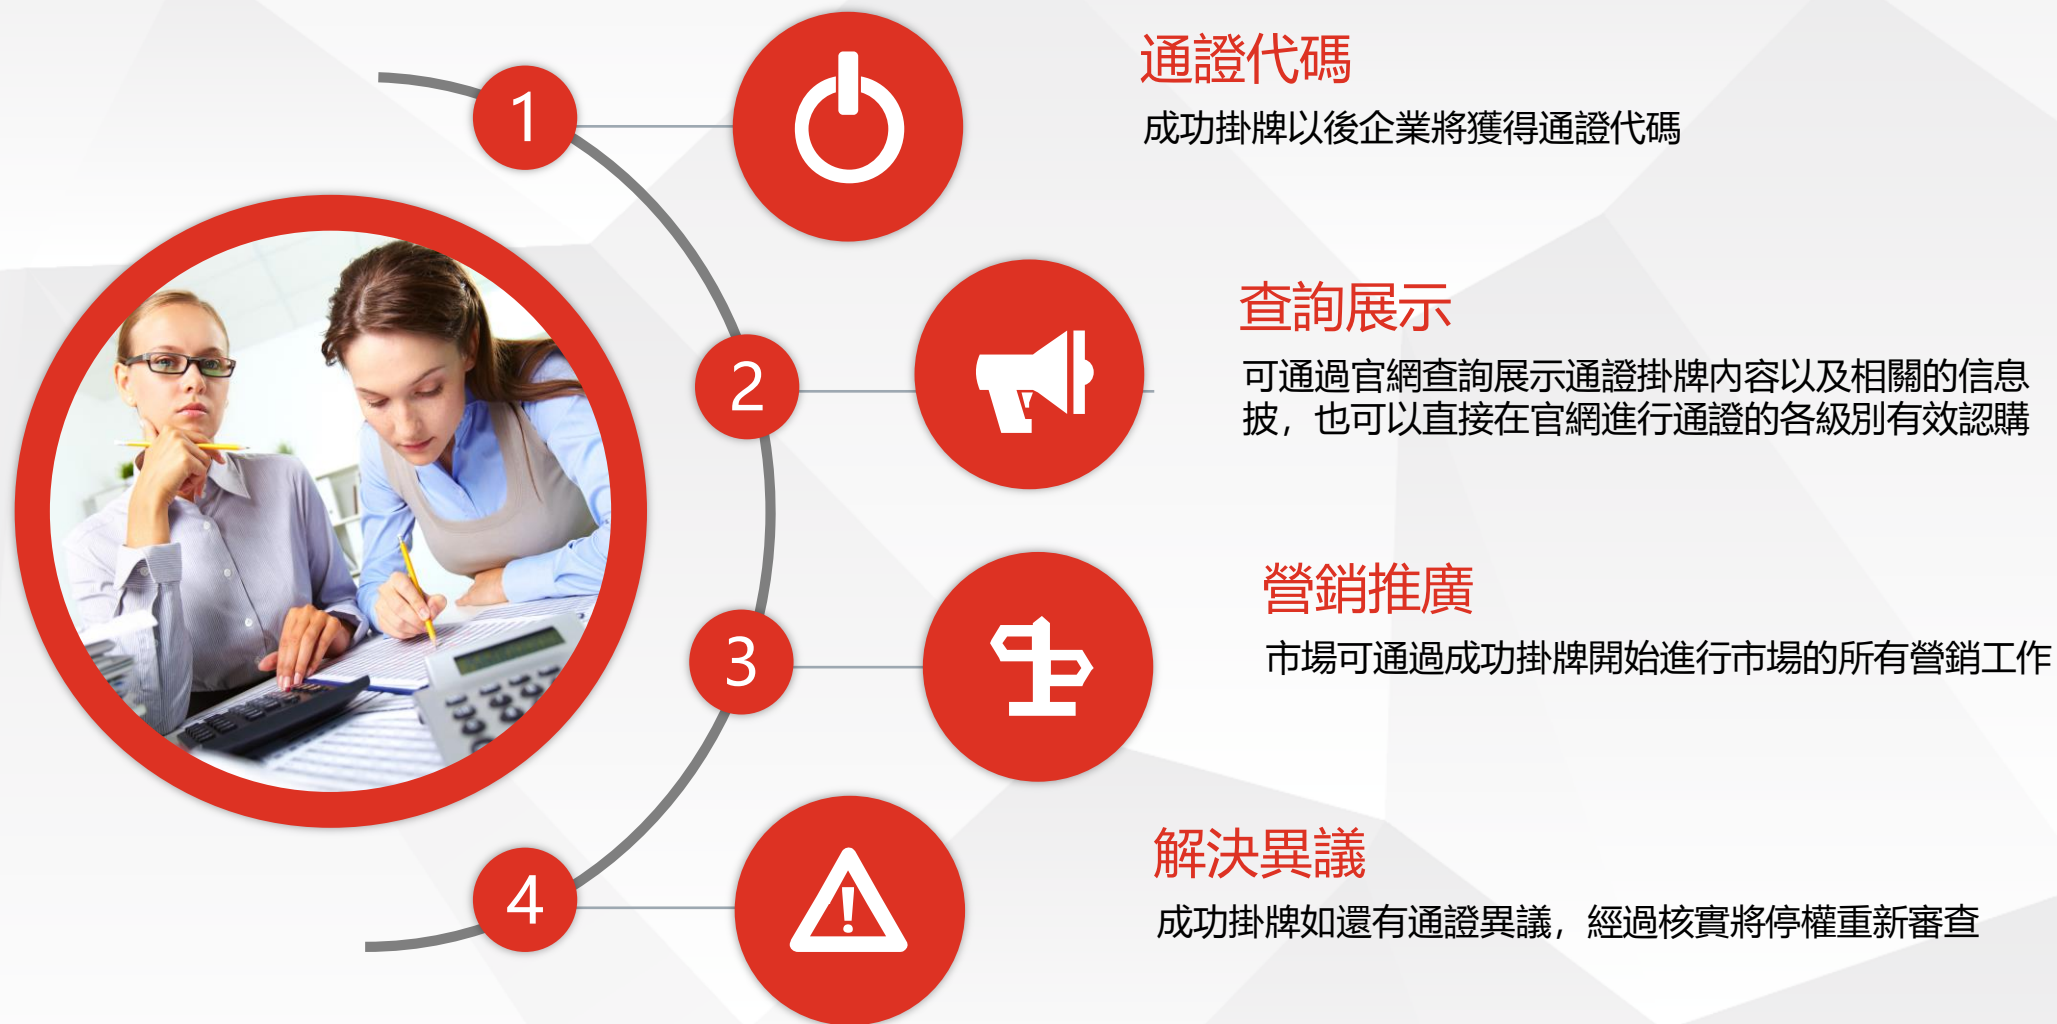 1
通證代碼
成功掛牌以後企業將獲得通證代碼
2
查詢展示
可通過官網查詢展示通證掛牌內容以及相關的信息
披，也可以直接在官網進行通證的各級別有效認購
3
營銷推廣
市場可通過成功掛牌開始進行市場的所有營銷工作
4
解決異議
成功掛牌如還有通證異議，經過核實將停權重新審查